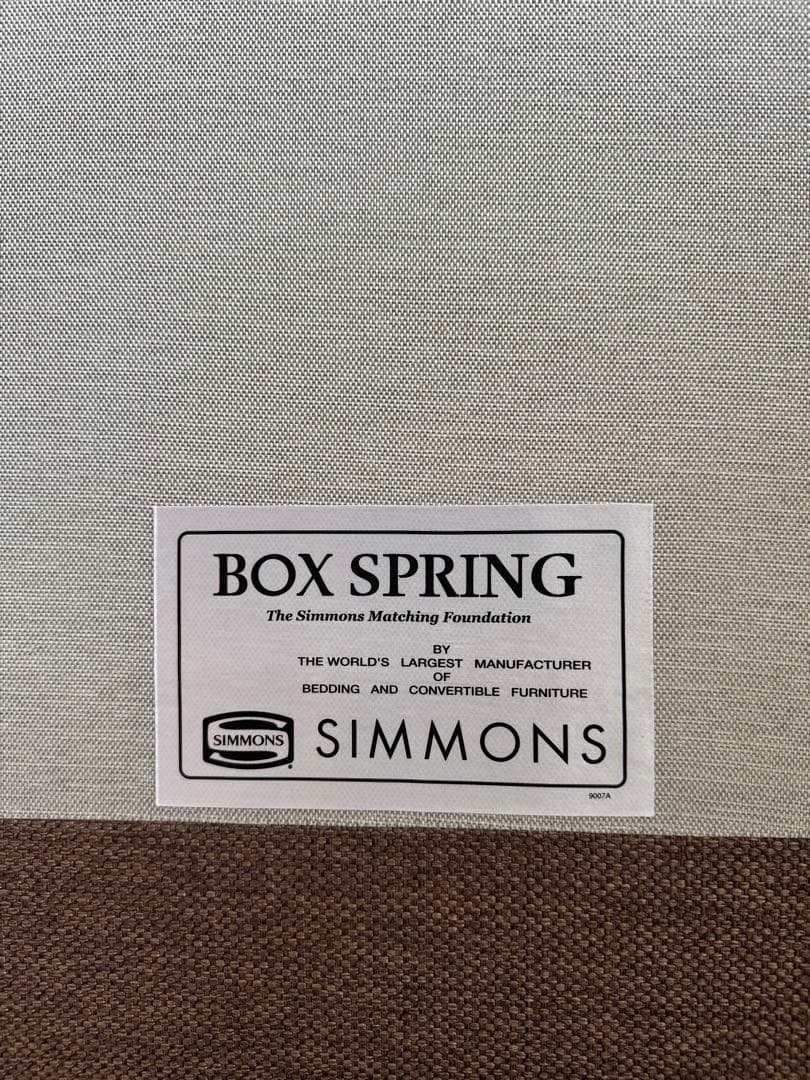 BOX SPRING
The Simmons Matching Foundation
BY
THE WORLD'S LARGEST MANUFACTURER
OF
BEDDING AND CONVERTIBLE FURNITURE
SIMMONS SIMMONS
9007A